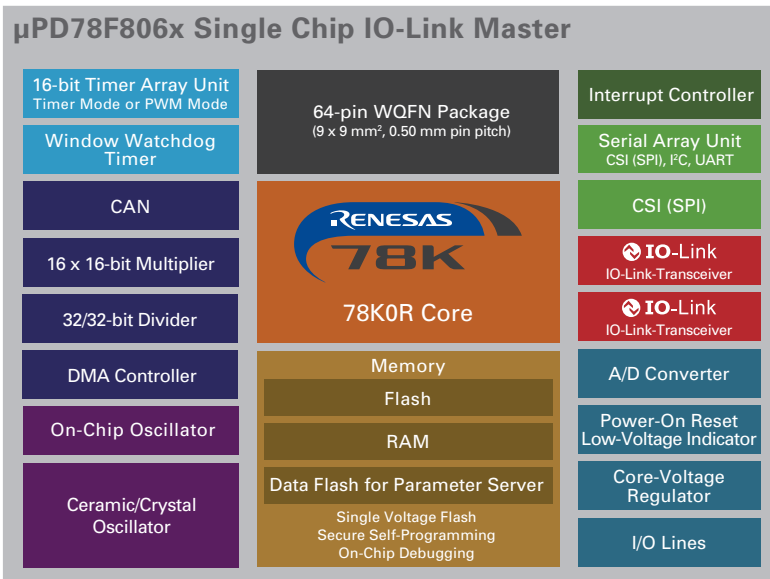 µPD78F806x Single Chip IO-Link Master
16-bit Timer Array Unit
Timer Mode or PWM Mode
Window Watchdog
Timer
CAN
16 x 16-bit Multiplier
32/32-bit Divider
DMA Controller
On-Chip Oscillator
Ceramic/Crystal
Oscillator
64-pin WQFN Package
(9 x 9 mm², 0.50 mm pin pitch)
RENESAS
78K
78K0R Core
Memory
Flash
RAM
Data Flash for Parameter Server
Single Voltage Flash
Secure Self-Programming
On-Chip Debugging
Interrupt Controller
Serial Array Unit
CSI (SPI), I²C, UART
CSI (SPI)
IO-Link
IO-Link-Transceiver
IO-Link
IO-Link-Transceiver
A/D Converter
Power-On Reset
Low-Voltage Indicator
Core-Voltage
Regulator
I/O Lines